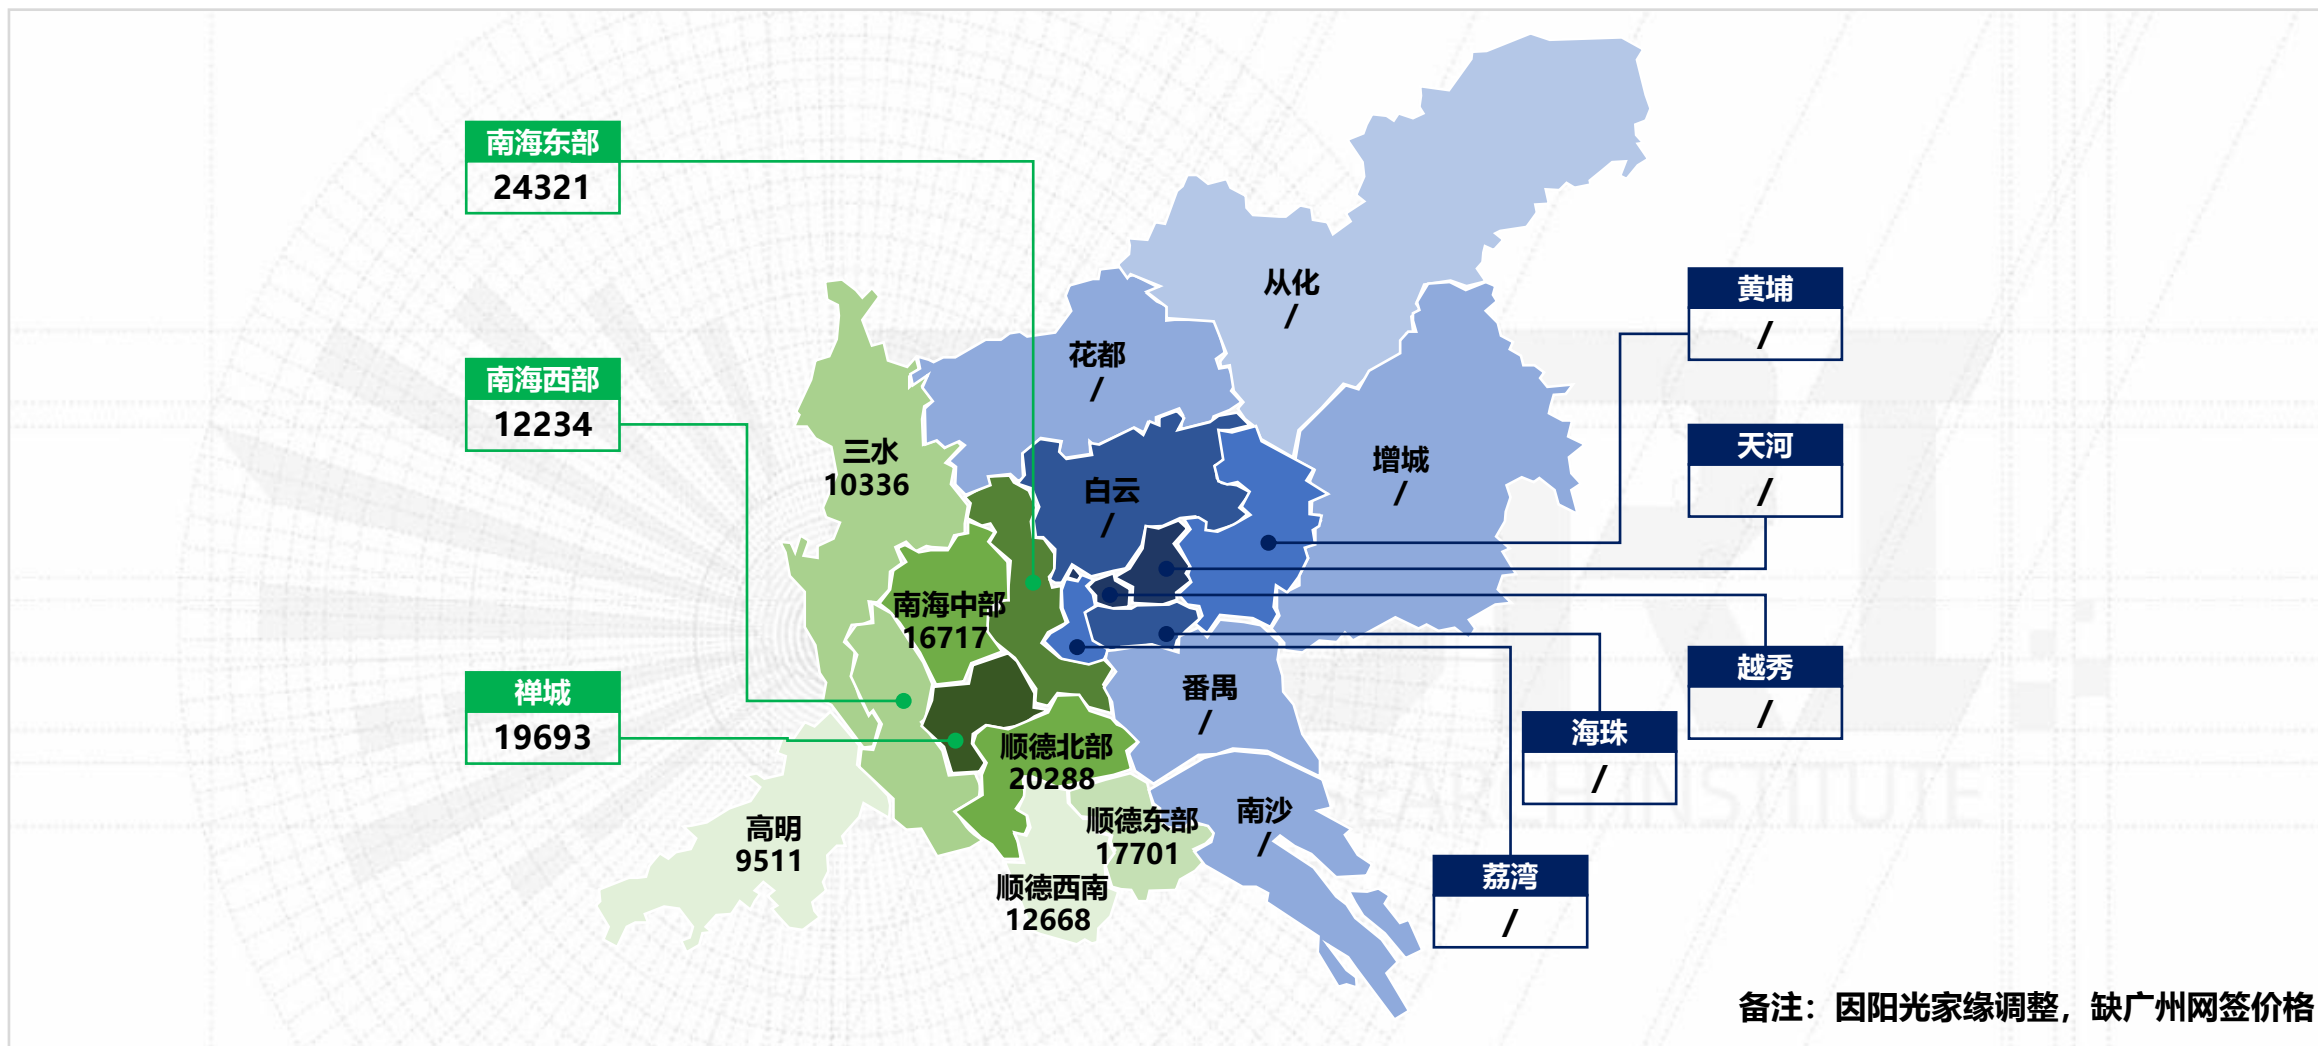 南海东部
24321
南海西部
12234
禅城
19693
三水
10336
南海中部
16717
高明
9511
顺德北部
20288
顺德东部
17701
顺德西南
12668
从化
/
花都
/
白云
/
增城
/
番禺
/
南沙
/
黄埔
/
天河
/
越秀
/
海珠
/
荔湾
/
备注：因阳光家缘调整，缺广州网签价格